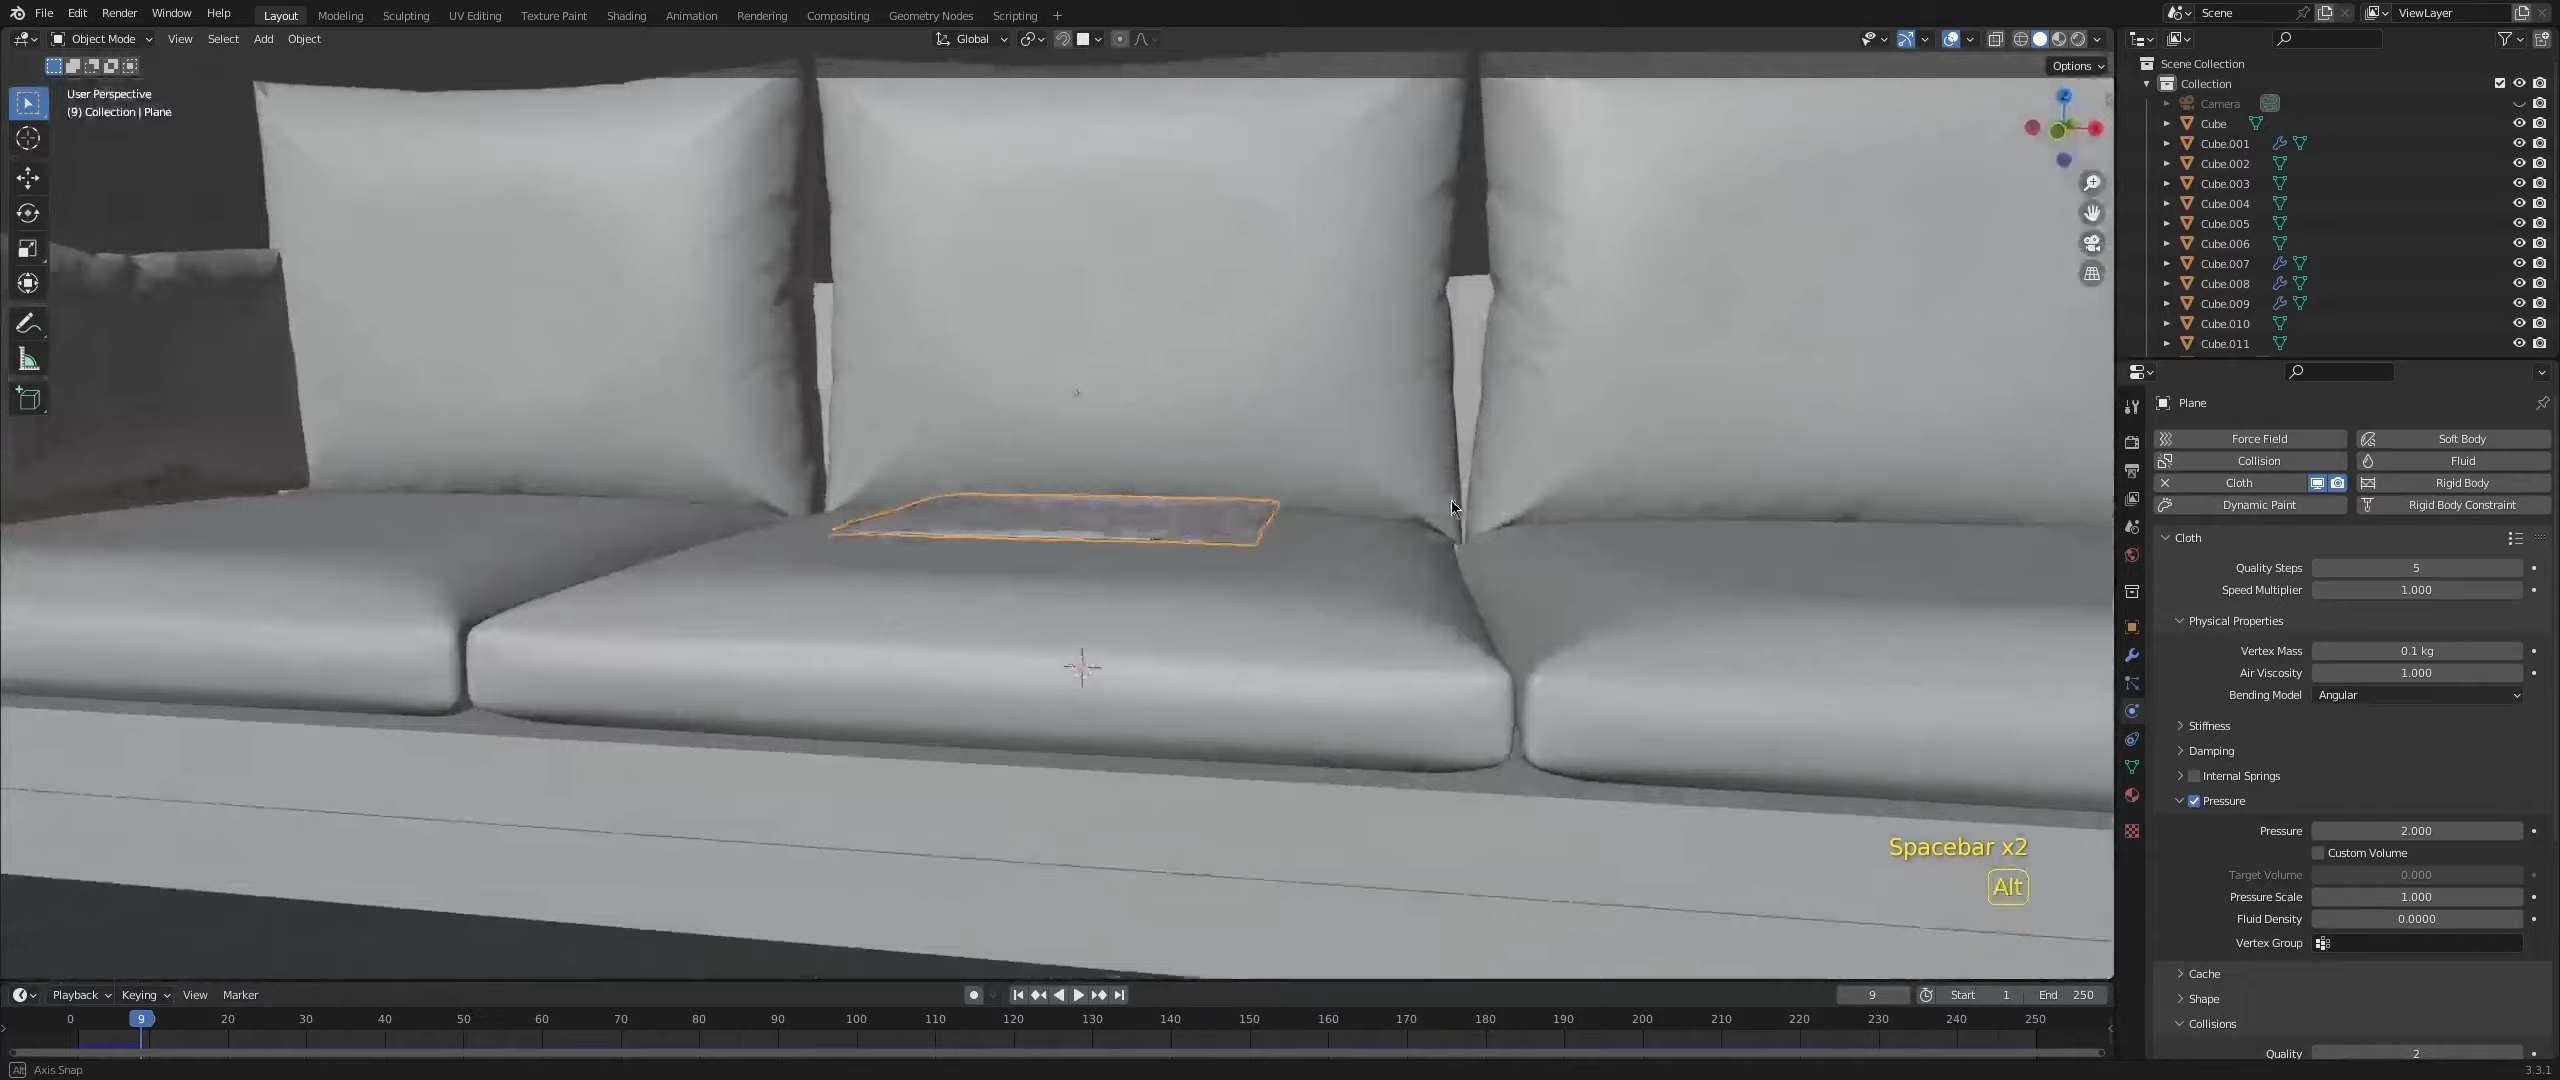 File Edit Render Window Help Layout Modeling Sculpting UV Editing Texture Paint Shading Animation Rendering Compositing Geometry Nodes Scripting + Scene ViewLayer
Object Mode View Select Add Object Global
Options
User Perspective
(9) Collection | Plane
Scene Collection
Collection
Camera
Cube
Cube.001
Cube.002
Cube.003
Cube.004
Cube.005
Cube.006
Cube.007
Cube.008
Cube.009
Cube.010
Cube.011
Plane
Force Field Soft Body
Collision Fluid
Cloth Rigid Body
Dynamic Paint Rigid Body Constraint
Cloth
Quality Steps 5
Speed Multiplier 1.000
Physical Properties
Vertex Mass 0.1 kg
Air Viscosity 1.000
Bending Model Angular
Stiffness
Damping
Internal Springs
Pressure
Pressure 2.000
Custom Volume
Target Volume 0.000
Pressure Scale 1.000
Fluid Density 0.0000
Vertex Group
Cache
Shape
Collisions
Quality 2
Spacebar x2
Alt
Playback Keying View Marker 9 Start 1 End 250
0 9 20 30 40 50 60 70 80 90 100 110 120 130 140 150 160 170 180 190 200 210 220 230 240 250
Alt Axis Snap 3.3.1